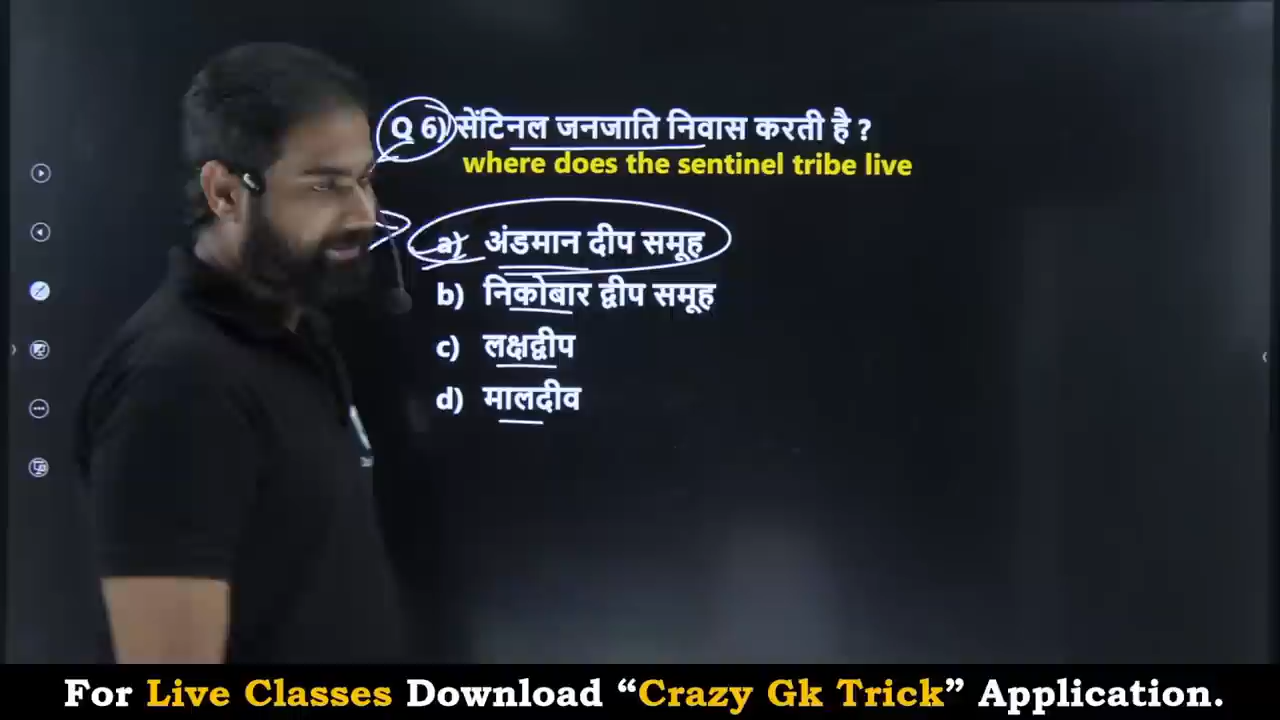 Q 6) सेंटिनल जनजाति निवास करती है ?
where does the sentinel tribe live
a) अंडमान दीप समूह
b) निकोबार द्वीप समूह
c) लक्षद्वीप
d) मालदीव
For Live Classes Download “Crazy Gk Trick” Application.